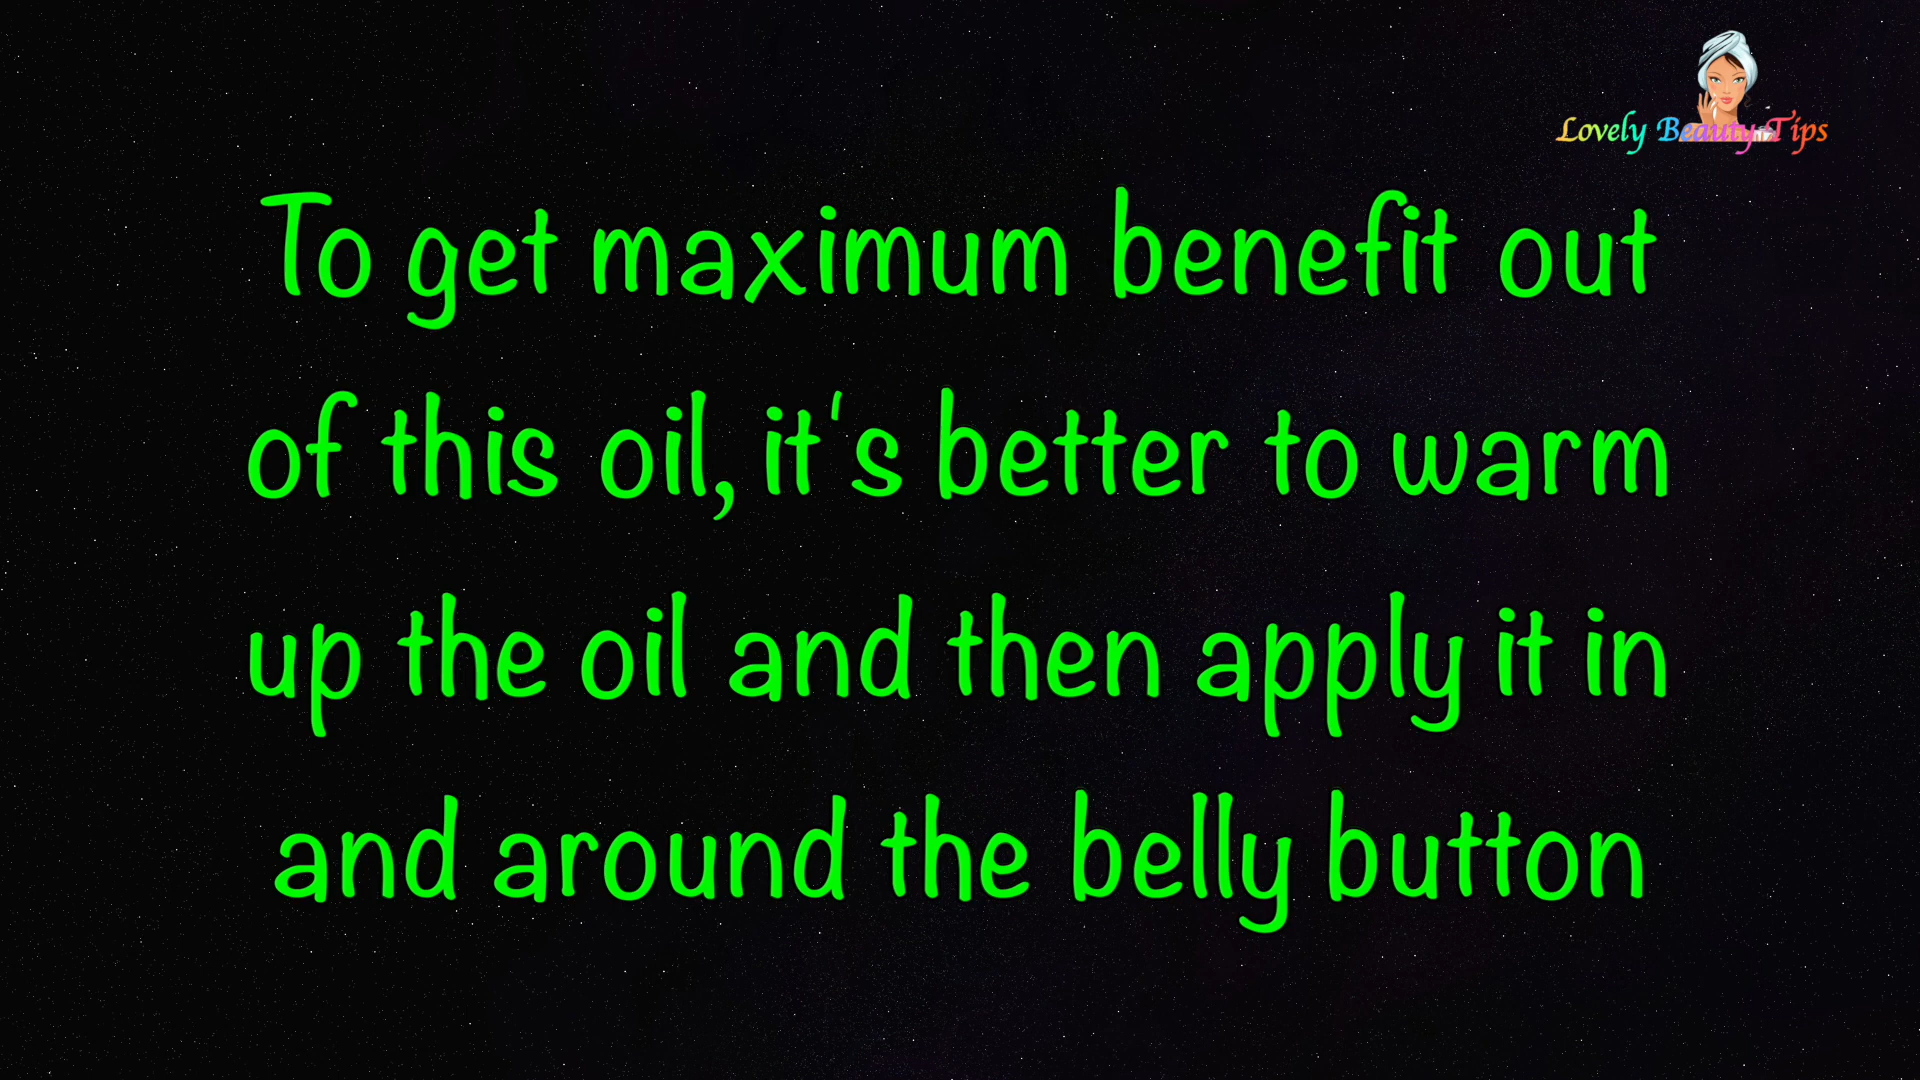 Lovely Beauty Tips
To get maximum benefit out
of this oil, it's better to warm
up the oil and then apply it in
and around the belly button